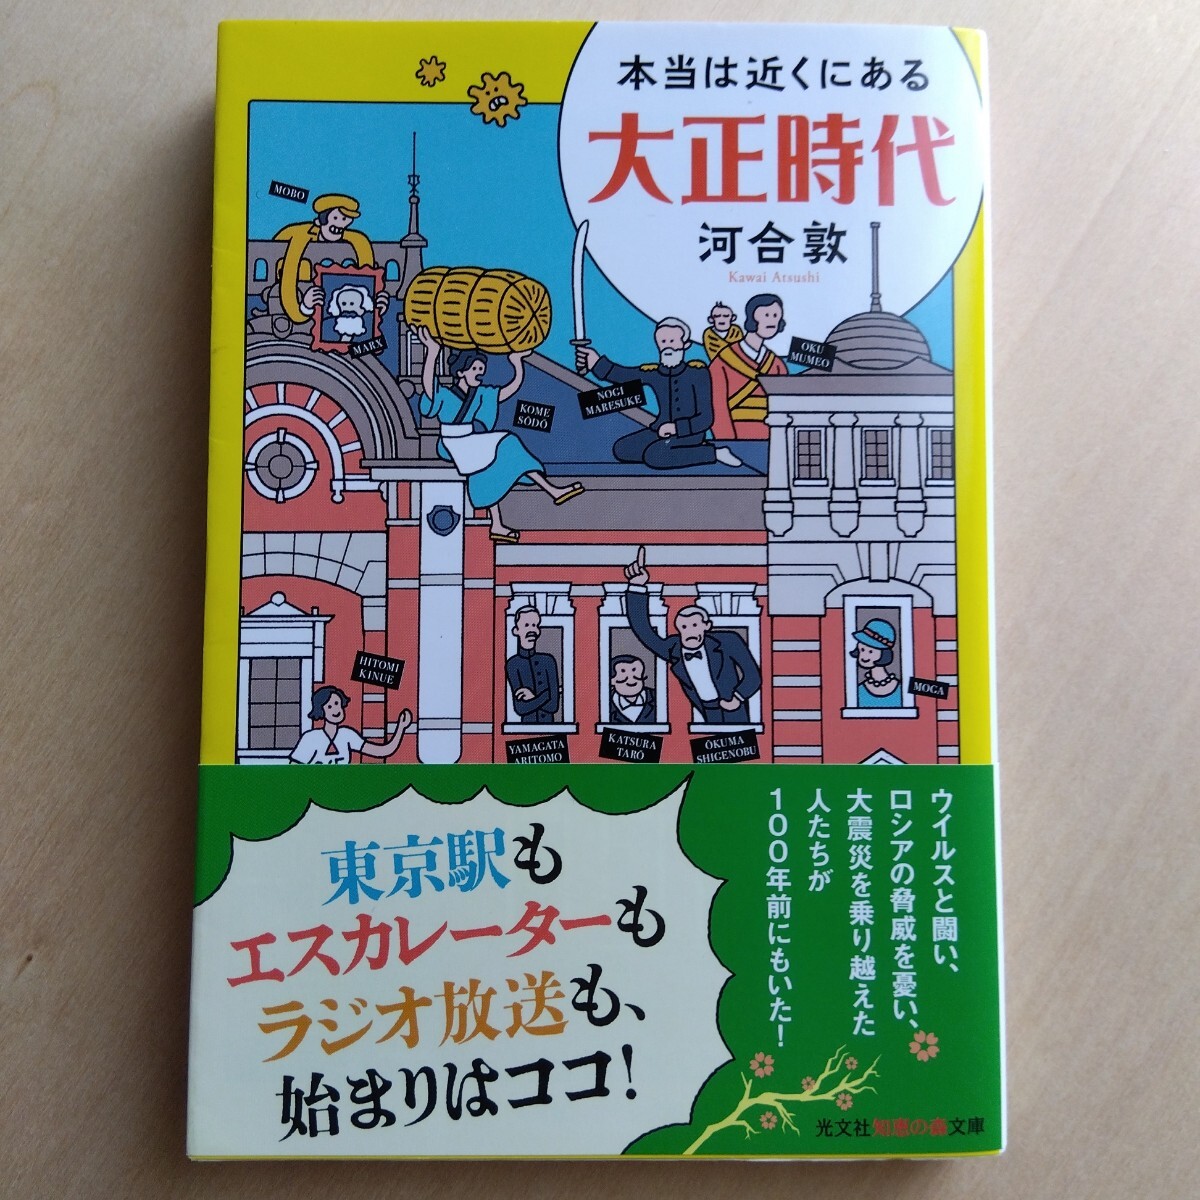 本当は近くにある
大正時代
河合敦
Kawai Atsushi
MOBO
MARX
KOME
SŌDŌ
NOGI
MARESUKE
OKU
MUMEO
HITOMI
KINUE
YAMAGATA
ARITOMO
KATSURA
TARŌ
ŌKUMA
SHIGENOBU
MOGA
ウイルスと闘い、
ロシアの脅威を憂い、
大震災を乗り越えた
人たちが
100年前にもいた!
東京駅も
エスカレーターも
ラジオ放送も、
始まりはココ!
光文社知恵の森文庫